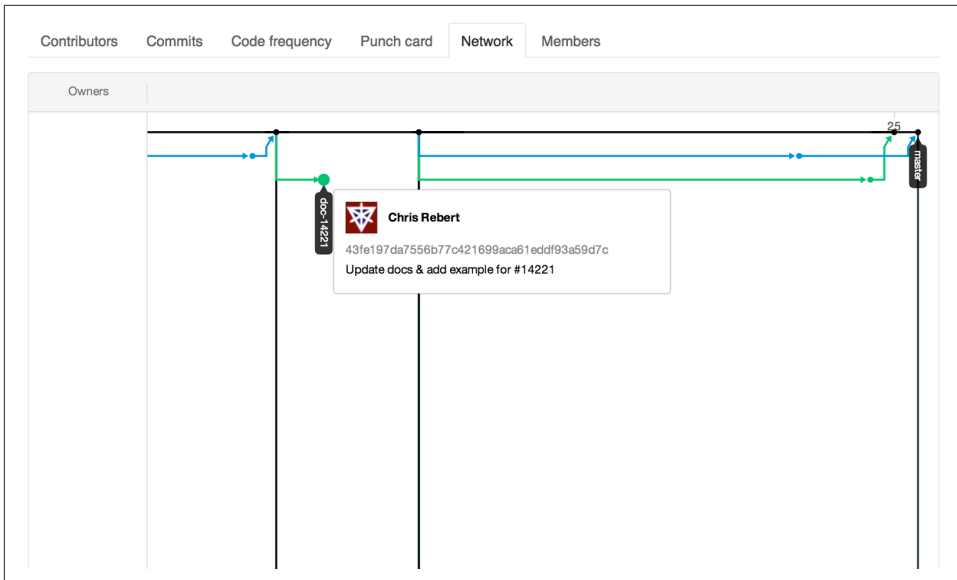 Contributors Commits Code frequency Punch card Network Members
Owners
25
master
doc-14221
Chris Rebert
43fe197da7556b77c421699aca61eddf93a59d7c
Update docs & add example for #14221